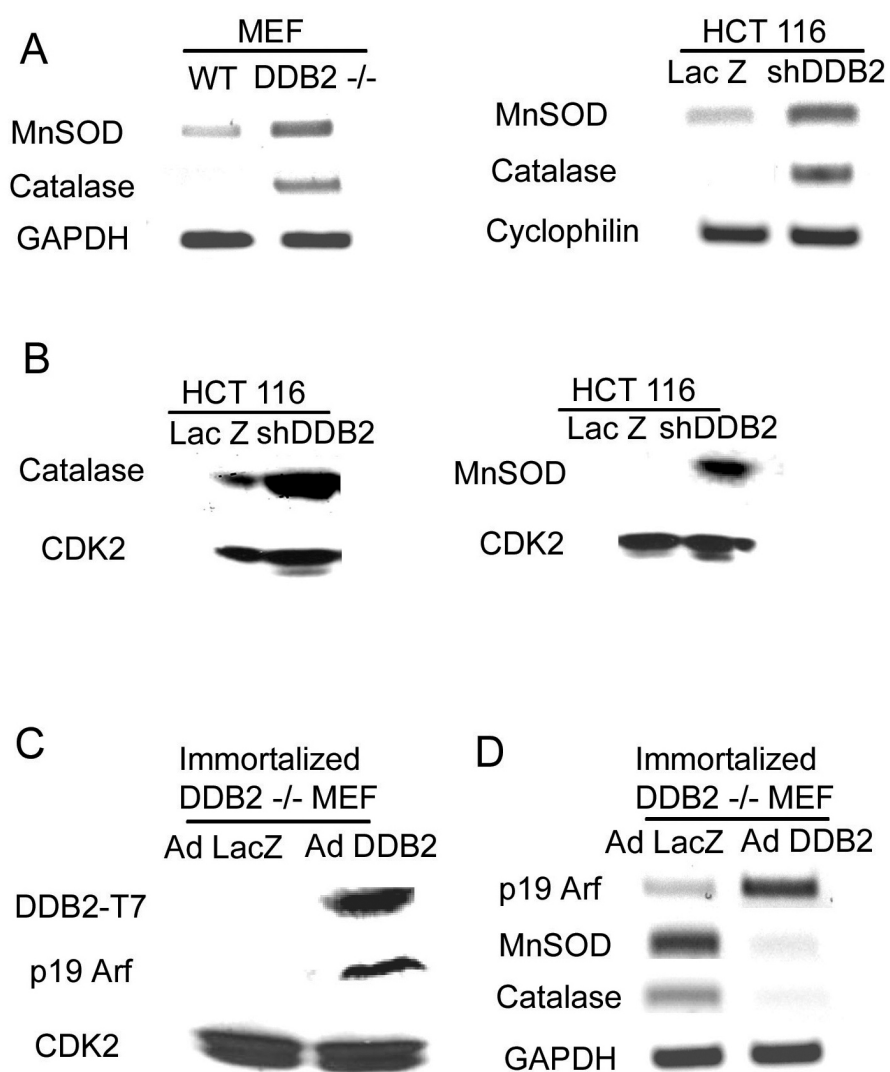 A
MEF
WT DDB2 -/-
MnSOD
Catalase
GAPDH
HCT 116
Lac Z shDDB2
MnSOD
Catalase
Cyclophilin
B
HCT 116
Lac Z shDDB2
Catalase
CDK2
HCT 116
Lac Z shDDB2
MnSOD
CDK2
C
Immortalized
DDB2 -/- MEF
Ad LacZ Ad DDB2
DDB2-T7
p19 Arf
CDK2
D
Immortalized
DDB2 -/- MEF
Ad LacZ Ad DDB2
p19 Arf
MnSOD
Catalase
GAPDH